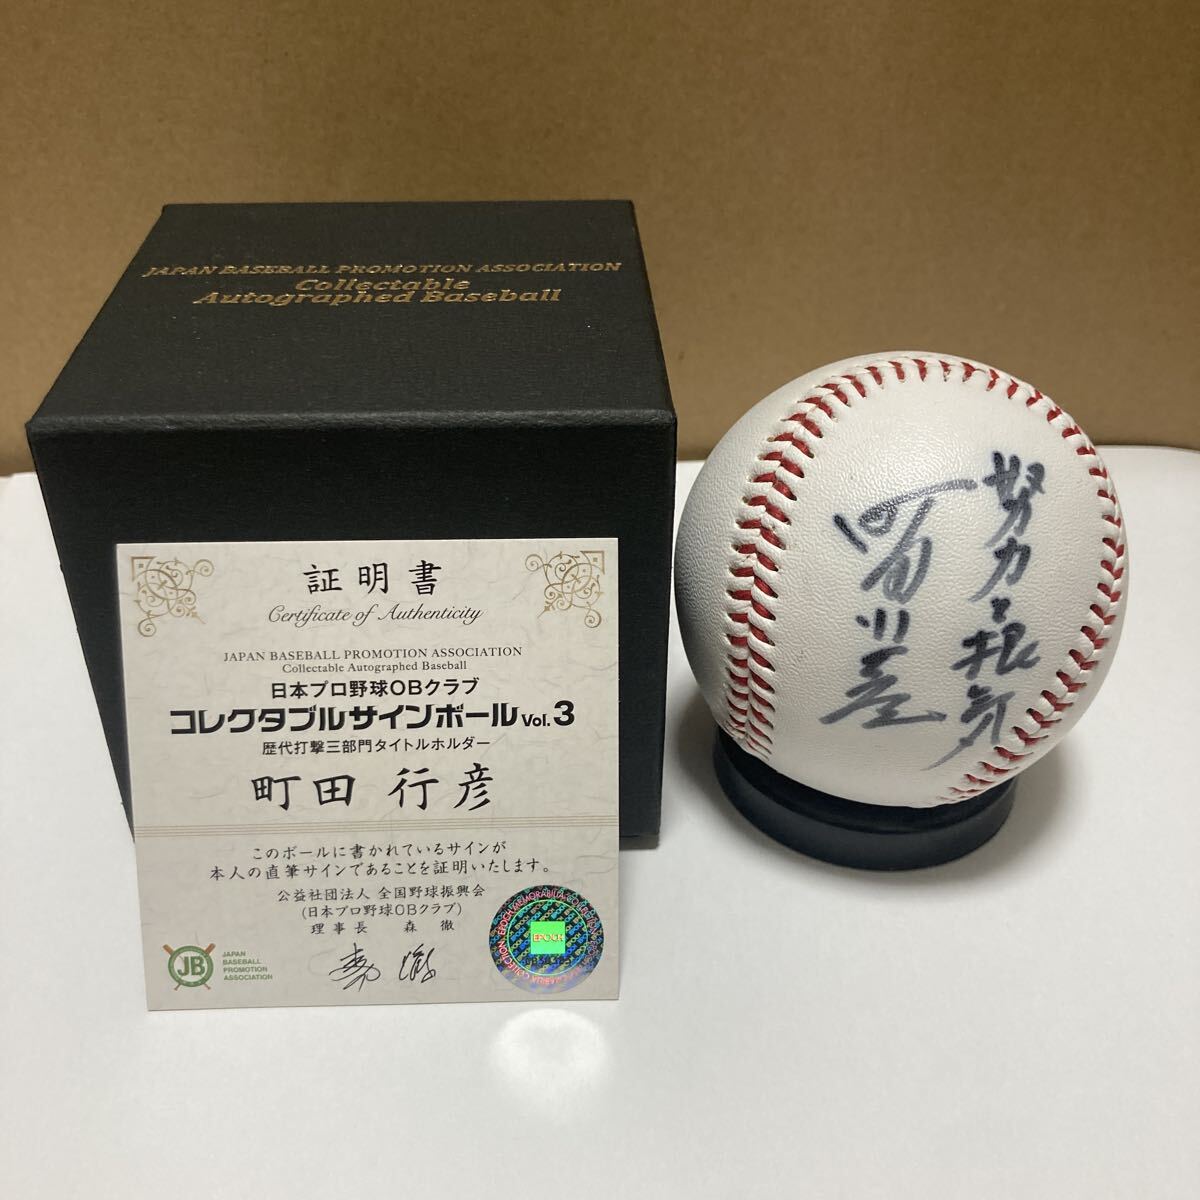 JAPAN BASEBALL PROMOTION ASSOCIATION
Collectable
Autographed Baseball
証明書
Certificate of Authenticity
JAPAN BASEBALL PROMOTION ASSOCIATION
Collectable Autographed Baseball
日本プロ野球OBクラブ
コレクタブルサインボール Vol.3
歴代打撃三部門タイトルホルダー
町田 行彦
このボールに書かれているサインが
本人の直筆サインであることを証明いたします。
公益社団法人 全国野球振興会
(日本プロ野球OBクラブ)
理事長 森 徹
JB
JAPAN
BASEBALL
PROMOTION
ASSOCIATION
EPOCH MEMORABILIA COLLECTION
EPOCH
努力と根気
町田行彦